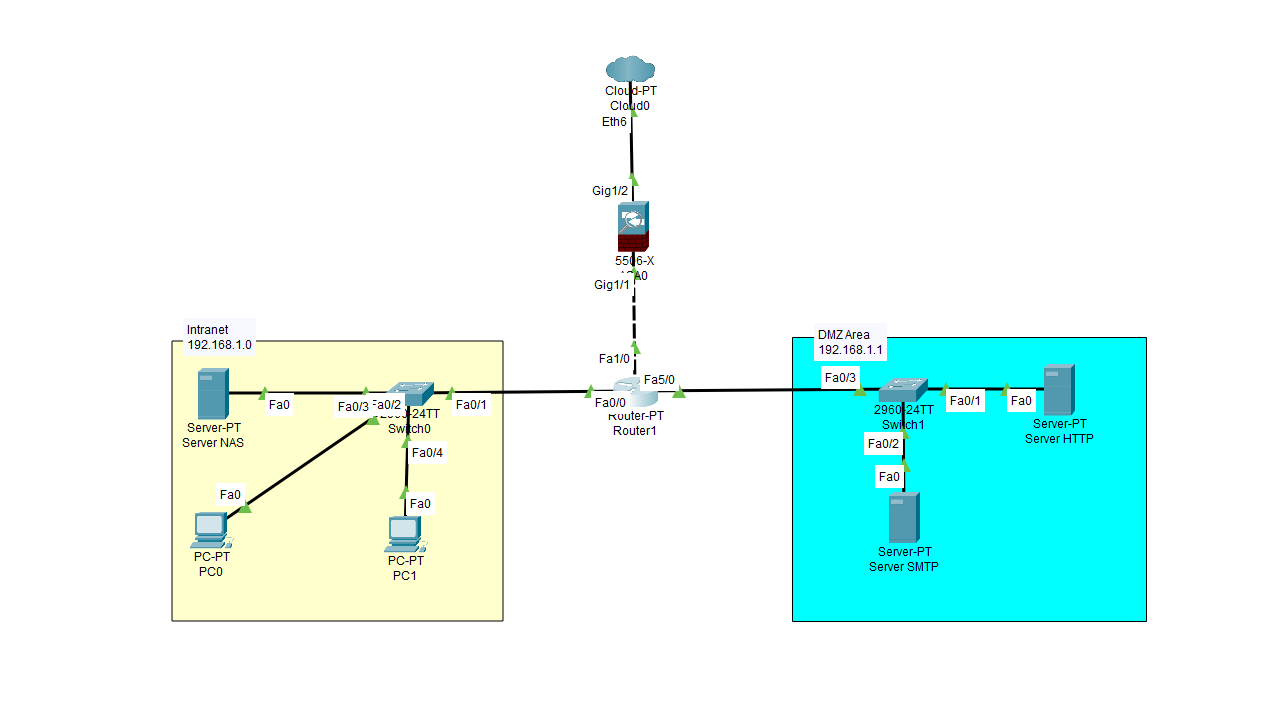 Cloud-PT
Cloud0
Eth6
Gig1/2
5506-X
Gig1/1
Fa1/0
Fa5/0
Fa0/0
Router-PT
Router1
Intranet
192.168.1.0
Fa0
Fa0/3
Fa0/2
Fa0/1
Switch0
Server-PT
Server NAS
Fa0/4
Fa0
Fa0
PC-PT
PC0
PC-PT
PC1
DMZ Area
192.168.1.1
Fa0/3
2960-24TT
Switch1
Fa0/1
Fa0
Server-PT
Server HTTP
Fa0/2
Fa0
Server-PT
Server SMTP